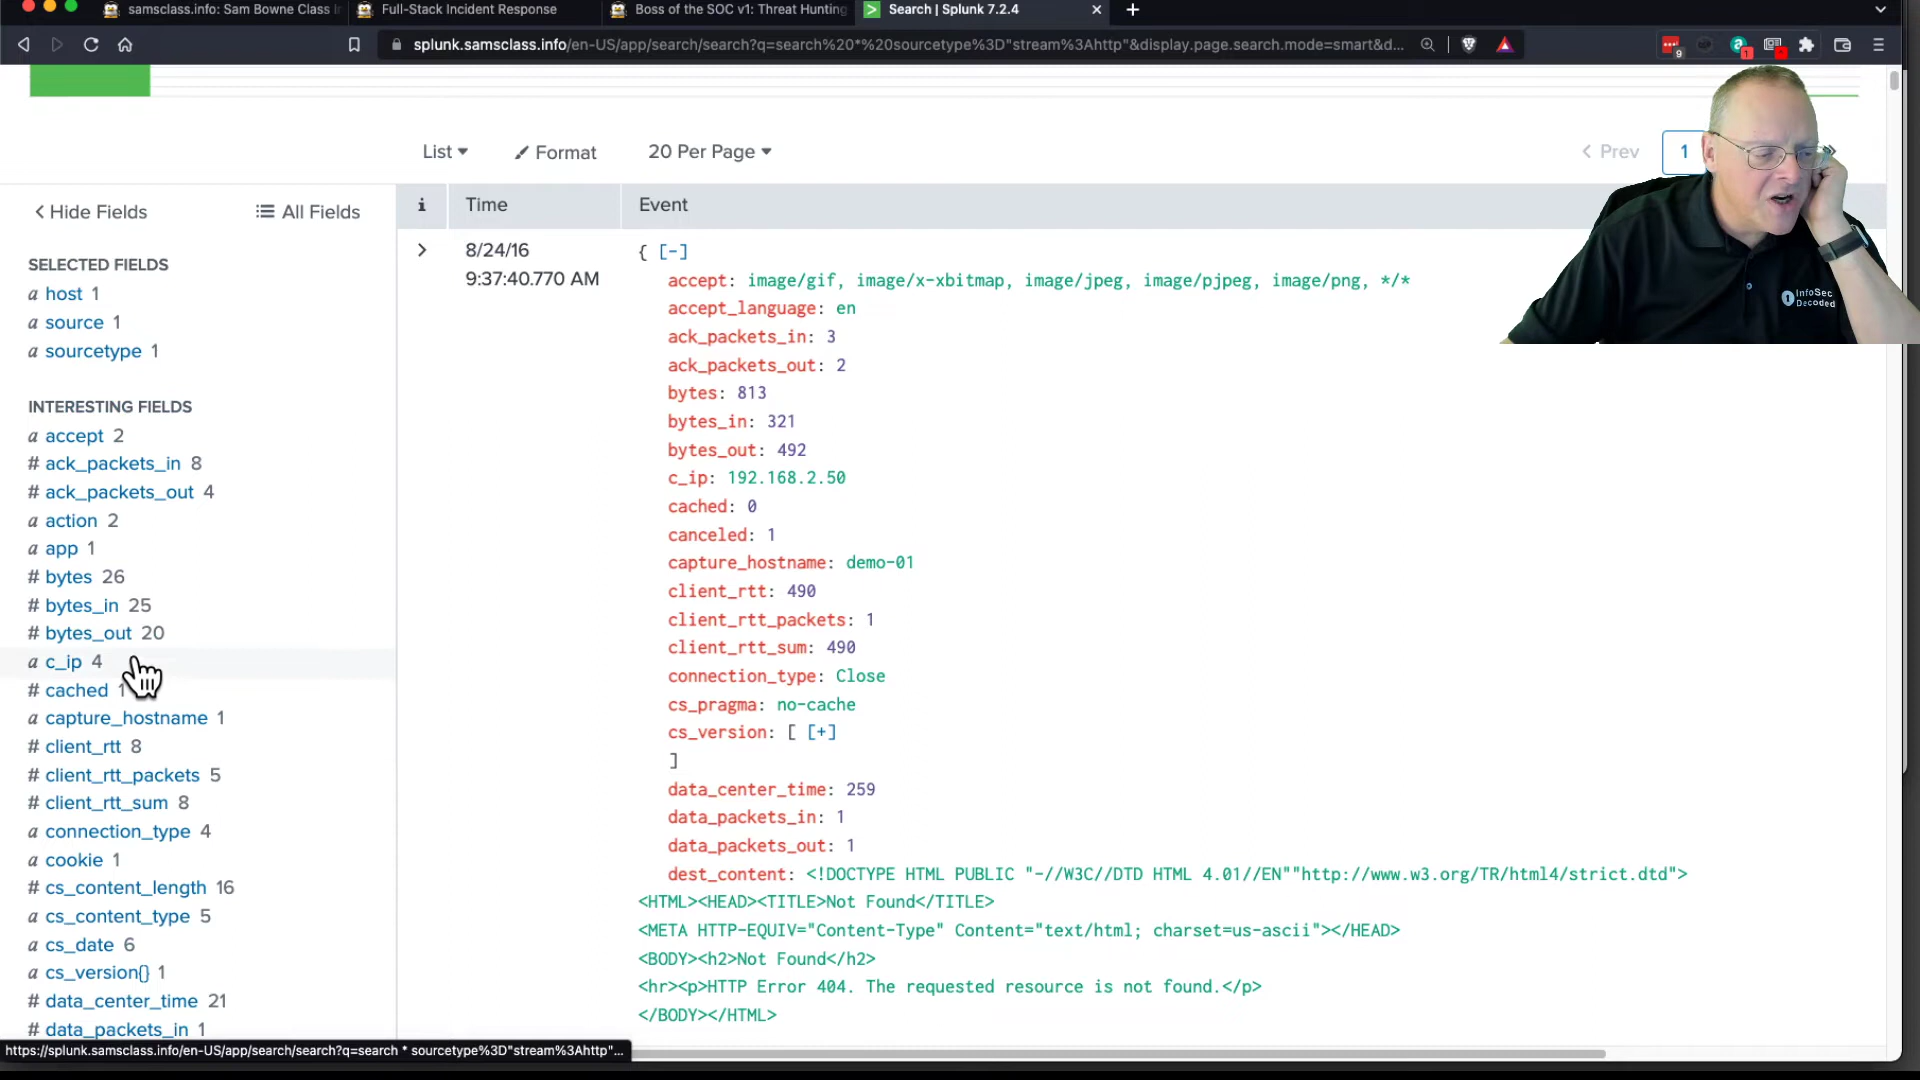 samsclass.info: Sam Bowne Class I
Full-Stack Incident Response
Boss of the SOC v1: Threat Hunting
Search | Splunk 7.2.4
splunk.samsclass.info/en-US/app/search/search?q=search%20*%20sourcetype%3D"stream%3Ahttp"&display.page.search.mode=smart&d...
9
1
List
Format
20 Per Page
< Prev
1
Hide Fields
All Fields
i
Time
Event
SELECTED FIELDS
a host 1
a source 1
a sourcetype 1
INTERESTING FIELDS
a accept 2
# ack_packets_in 8
# ack_packets_out 4
a action 2
a app 1
# bytes 26
# bytes_in 25
# bytes_out 20
a c_ip 4
# cached 1
a capture_hostname 1
# client_rtt 8
# client_rtt_packets 5
# client_rtt_sum 8
a connection_type 4
a cookie 1
# cs_content_length 16
a cs_content_type 5
a cs_date 6
a cs_version{} 1
# data_center_time 21
# data_packets_in 1
8/24/16
9:37:40.770 AM
{ [-]
accept: image/gif, image/x-xbitmap, image/jpeg, image/pjpeg, image/png, */*
accept_language: en
ack_packets_in: 3
ack_packets_out: 2
bytes: 813
bytes_in: 321
bytes_out: 492
c_ip: 192.168.2.50
cached: 0
canceled: 1
capture_hostname: demo-01
client_rtt: 490
client_rtt_packets: 1
client_rtt_sum: 490
connection_type: Close
cs_pragma: no-cache
cs_version: [ [+]
]
data_center_time: 259
data_packets_in: 1
data_packets_out: 1
dest_content: <!DOCTYPE HTML PUBLIC "-//W3C//DTD HTML 4.01//EN""http://www.w3.org/TR/html4/strict.dtd">
<HTML><HEAD><TITLE>Not Found</TITLE>
<META HTTP-EQUIV="Content-Type" Content="text/html; charset=us-ascii"></HEAD>
<BODY><h2>Not Found</h2>
<hr><p>HTTP Error 404. The requested resource is not found.</p>
</BODY></HTML>
InfoSec
Decoded
https://splunk.samsclass.info/en-US/app/search/search?q=search * sourcetype%3D"stream%3Ahttp"...